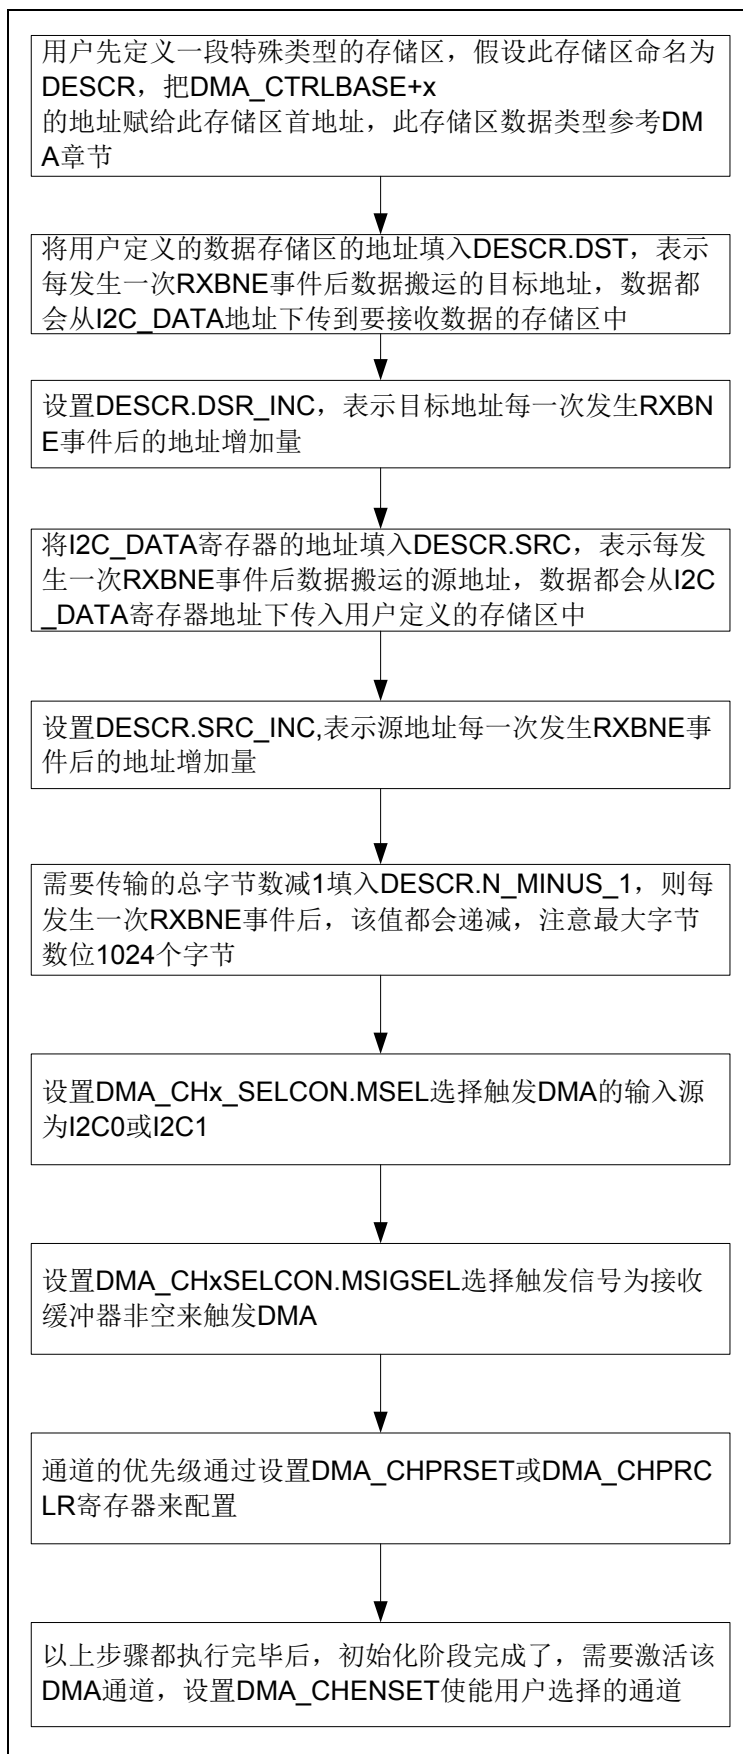 用户先定义一段特殊类型的存储区，假设此存储区命名为
DESCR，把DMA_CTRLBASE+x
的地址赋给此存储区首地址，此存储区数据类型参考DM
A章节
将用户定义的数据存储区的地址填入DESCR.DST，表示
每发生一次RXBNE事件后数据搬运的目标地址，数据都
会从I2C_DATA地址下传到要接收数据的存储区中
设置DESCR.DSR_INC，表示目标地址每一次发生RXBN
E事件后的地址增加量
将I2C_DATA寄存器的地址填入DESCR.SRC，表示每发
生一次RXBNE事件后数据搬运的源地址，数据都会从I2C
_DATA寄存器地址下传入用户定义的存储区中
设置DESCR.SRC_INC,表示源地址每一次发生RXBNE事
件后的地址增加量
需要传输的总字节数减1填入DESCR.N_MINUS_1，则每
发生一次RXBNE事件后，该值都会递减，注意最大字节
数位1024个字节
设置DMA_CHx_SELCON.MSEL选择触发DMA的输入源
为I2C0或I2C1
设置DMA_CHxSELCON.MSIGSEL选择触发信号为接收
缓冲器非空来触发DMA
通道的优先级通过设置DMA_CHPRSET或DMA_CHPRC
LR寄存器来配置
以上步骤都执行完毕后，初始化阶段完成了，需要激活该
DMA通道，设置DMA_CHENSET使能用户选择的通道